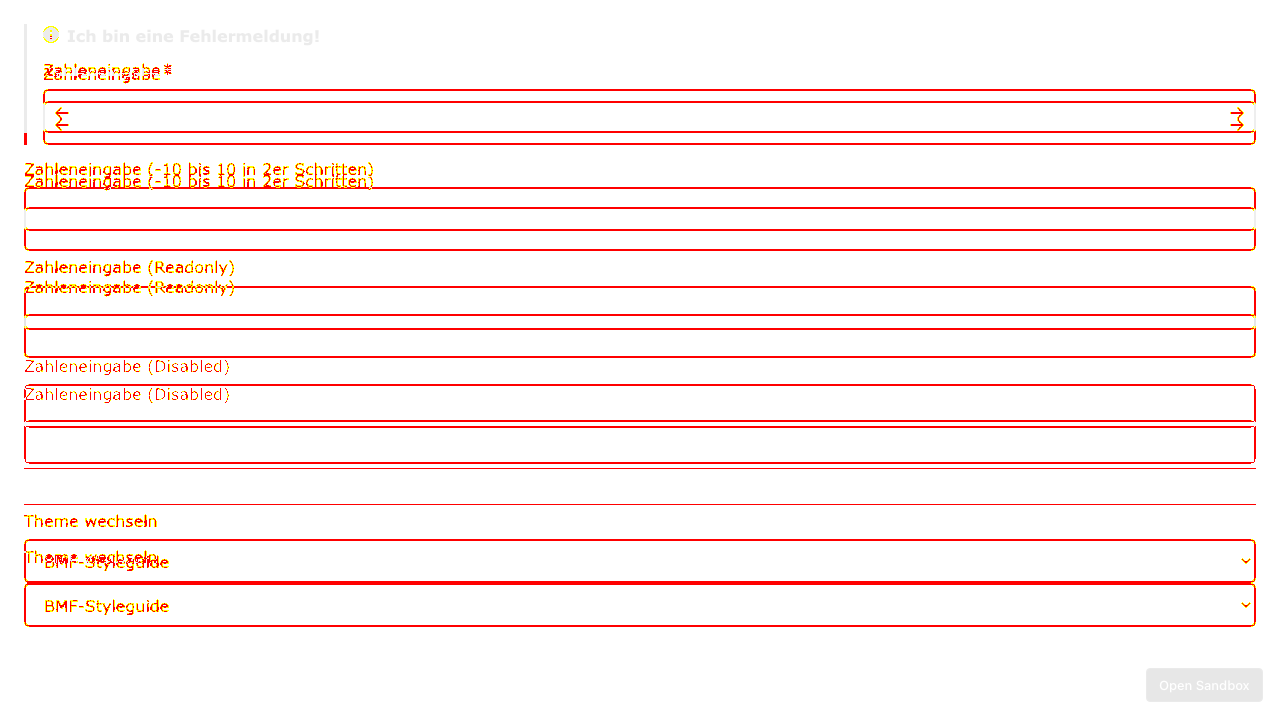 Ich bin eine Fehlermeldung!
Zahleneingabe *
Zahleneingabe *
Zahleneingabe (-10 bis 10 in 2er Schritten)
Zahleneingabe (-10 bis 10 in 2er Schritten)
Zahleneingabe (Readonly)
Zahleneingabe (Readonly)
Zahleneingabe (Disabled)
Zahleneingabe (Disabled)
Theme wechseln
Theme wechseln
BMF-Styleguide
BMF-Styleguide
Open Sandbox